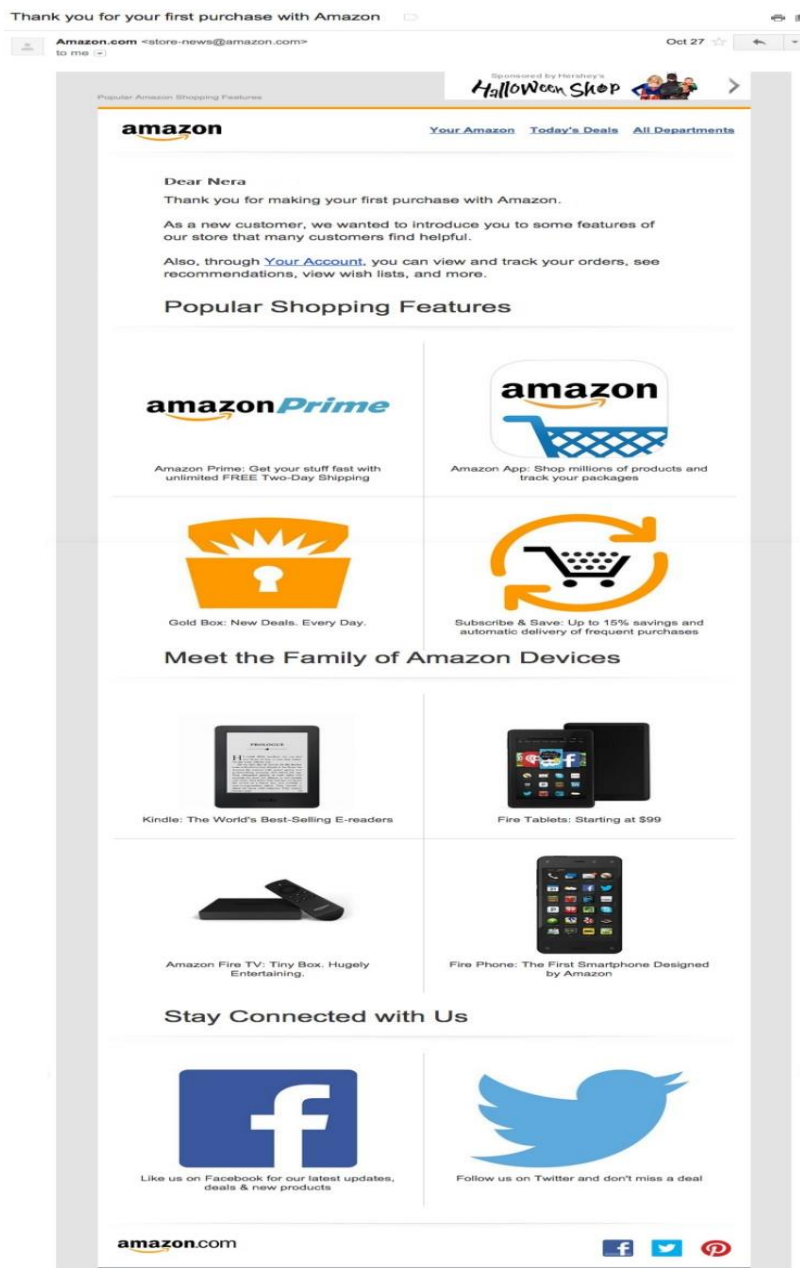 Thank you for your first purchase with Amazon
Amazon.com <store-news@amazon.com>
Oct 27
to me
Sponsored by Hershey's
Halloween Shop
Popular Amazon Shopping Features
amazon
Your Amazon Today's Deals All Departments
Dear Nera
Thank you for making your first purchase with Amazon.
As a new customer, we wanted to introduce you to some features of
our store that many customers find helpful.
Also, through Your Account, you can view and track your orders, see
recommendations, view wish lists, and more.
Popular Shopping Features
amazonPrime
Amazon Prime: Get your stuff fast with
unlimited FREE Two-Day Shipping
amazon
Amazon App: Shop millions of products and
track your packages
Gold Box: New Deals. Every Day.
Subscribe & Save: Up to 15% savings and
automatic delivery of frequent purchases
Meet the Family of Amazon Devices
PROLOGUE
Kindle: The World's Best-Selling E-readers
Fire Tablets: Starting at $99
Amazon Fire TV: Tiny Box. Hugely
Entertaining.
Fire Phone: The First Smartphone Designed
by Amazon
Stay Connected with Us
Like us on Facebook for our latest updates,
deals & new products
Follow us on Twitter and don't miss a deal
amazon.com